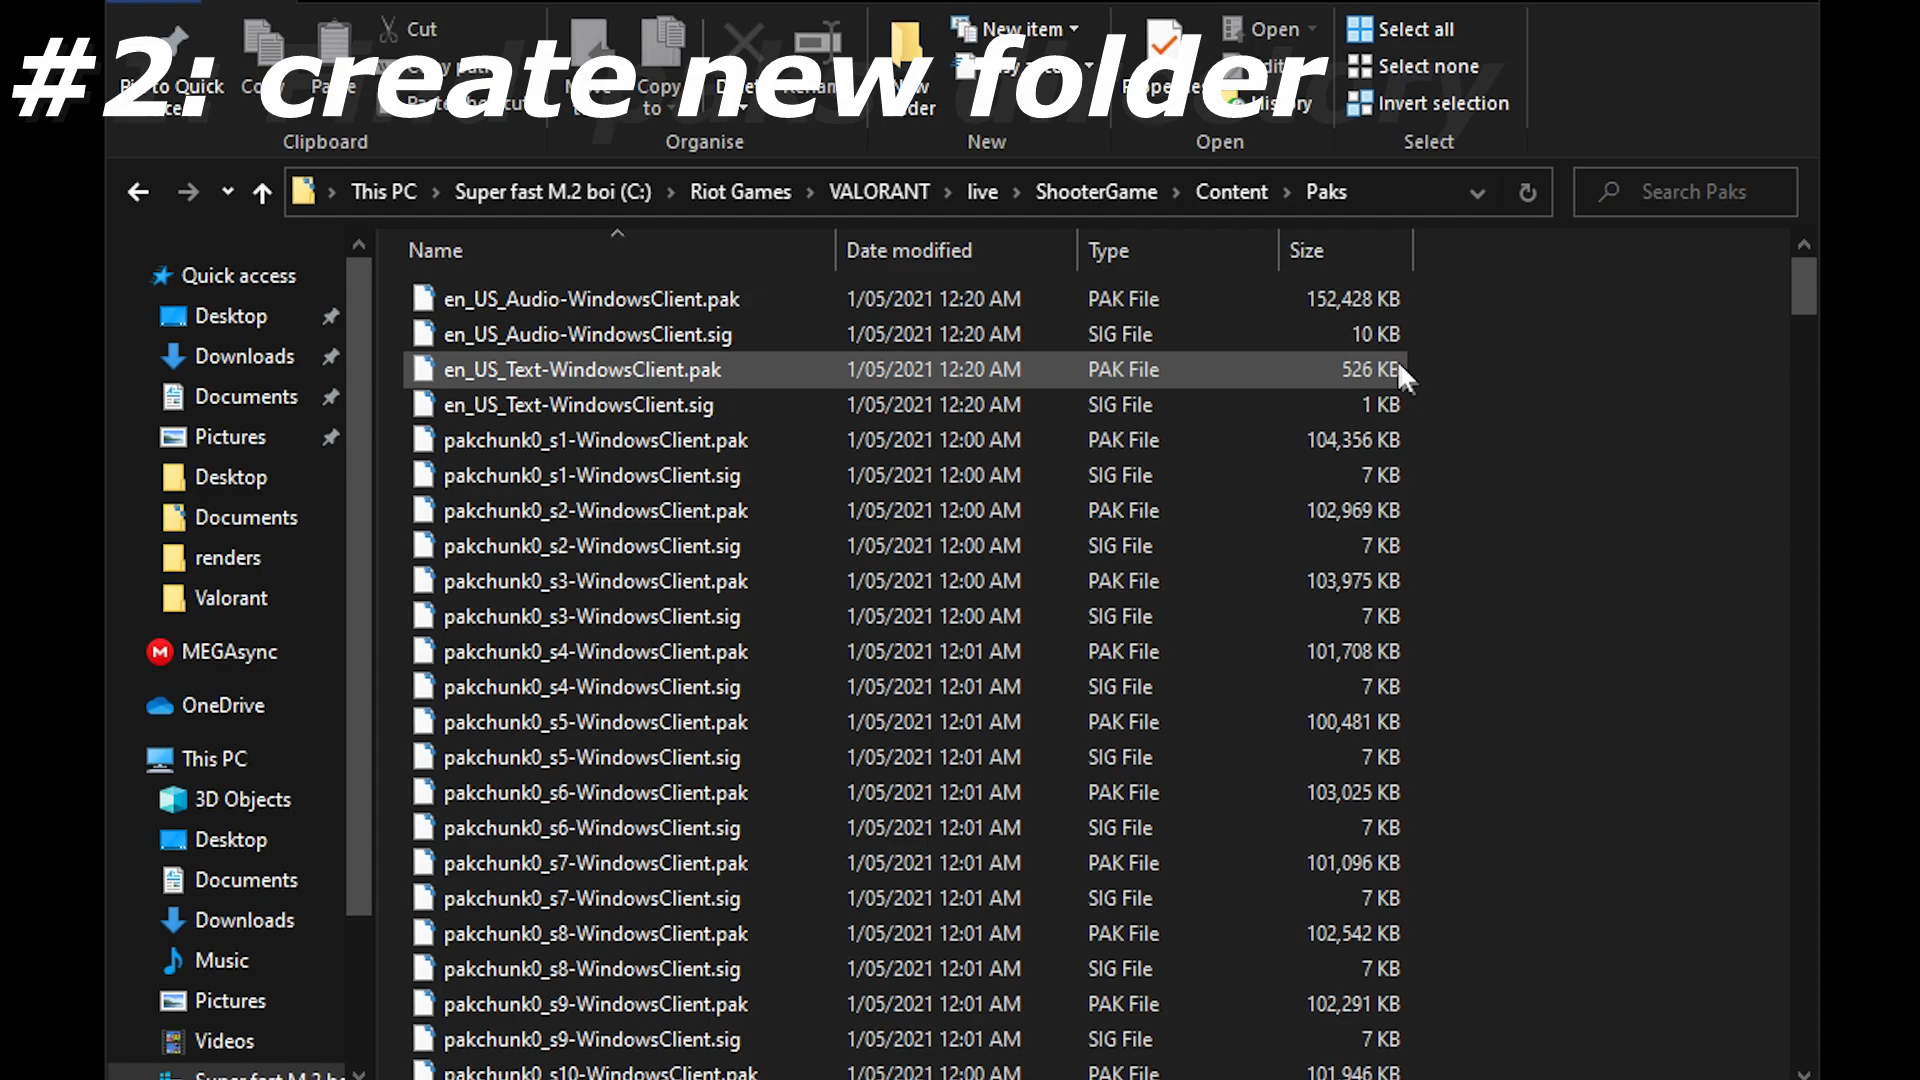 #2: create new folder
Cut
New item
Open
Select all
Select none
History
Invert selection
Clipboard
Organise
New
Open
Select
This PC
Super fast M.2 boi (C:)
Riot Games
VALORANT
live
ShooterGame
Content
Paks
Search Paks
Name
Date modified
Type
Size
Quick access
Desktop
Downloads
Documents
Pictures
Desktop
Documents
renders
Valorant
MEGAsync
OneDrive
This PC
3D Objects
Desktop
Documents
Downloads
Music
Pictures
Videos
en_US_Audio-WindowsClient.pak 1/05/2021 12:20 AM PAK File 152,428 KB
en_US_Audio-WindowsClient.sig 1/05/2021 12:20 AM SIG File 10 KB
en_US_Text-WindowsClient.pak 1/05/2021 12:20 AM PAK File 526 KB
en_US_Text-WindowsClient.sig 1/05/2021 12:20 AM SIG File 1 KB
pakchunk0_s1-WindowsClient.pak 1/05/2021 12:00 AM PAK File 104,356 KB
pakchunk0_s1-WindowsClient.sig 1/05/2021 12:00 AM SIG File 7 KB
pakchunk0_s2-WindowsClient.pak 1/05/2021 12:00 AM PAK File 102,969 KB
pakchunk0_s2-WindowsClient.sig 1/05/2021 12:00 AM SIG File 7 KB
pakchunk0_s3-WindowsClient.pak 1/05/2021 12:00 AM PAK File 103,975 KB
pakchunk0_s3-WindowsClient.sig 1/05/2021 12:00 AM SIG File 7 KB
pakchunk0_s4-WindowsClient.pak 1/05/2021 12:01 AM PAK File 101,708 KB
pakchunk0_s4-WindowsClient.sig 1/05/2021 12:01 AM SIG File 7 KB
pakchunk0_s5-WindowsClient.pak 1/05/2021 12:01 AM PAK File 100,481 KB
pakchunk0_s5-WindowsClient.sig 1/05/2021 12:01 AM SIG File 7 KB
pakchunk0_s6-WindowsClient.pak 1/05/2021 12:01 AM PAK File 103,025 KB
pakchunk0_s6-WindowsClient.sig 1/05/2021 12:01 AM SIG File 7 KB
pakchunk0_s7-WindowsClient.pak 1/05/2021 12:01 AM PAK File 101,096 KB
pakchunk0_s7-WindowsClient.sig 1/05/2021 12:01 AM SIG File 7 KB
pakchunk0_s8-WindowsClient.pak 1/05/2021 12:01 AM PAK File 102,542 KB
pakchunk0_s8-WindowsClient.sig 1/05/2021 12:01 AM SIG File 7 KB
pakchunk0_s9-WindowsClient.pak 1/05/2021 12:01 AM PAK File 102,291 KB
pakchunk0_s9-WindowsClient.sig 1/05/2021 12:01 AM SIG File 7 KB
pakchunk0_s10-WindowsClient.pak 1/05/2021 12:00 AM PAK File 101,946 KB